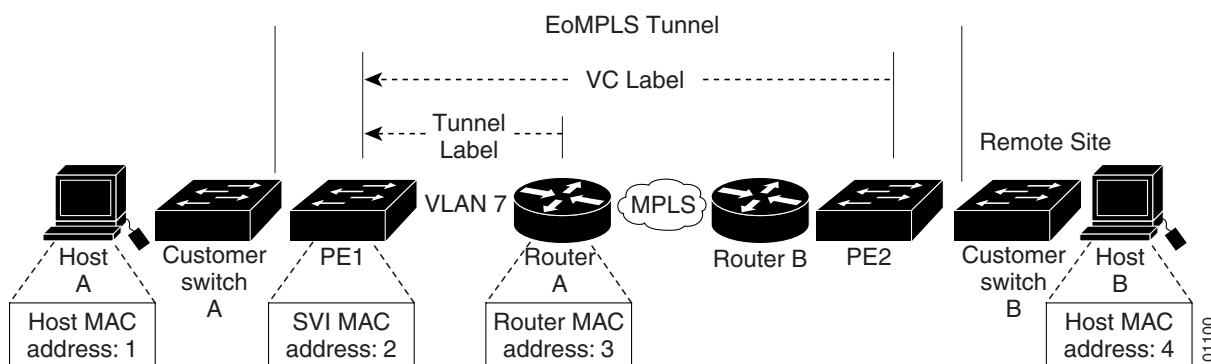 EoMPLS Tunnel
VC Label
Tunnel
Label
Remote Site
VLAN 7
MPLS
Host
A
Customer
switch
A
PE1
Router
A
Router B
PE2
Customer
switch
B
Host
B
Host MAC
address: 1
SVI MAC
address: 2
Router MAC
address: 3
Host MAC
address: 4
01100